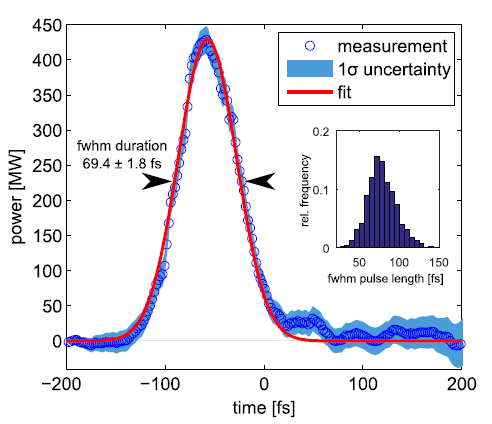 450
400
350
300
250
200
150
100
50
0
−200
−100
0
100
200
power [MW]
time [fs]
measurement
1σ uncertainty
fit
fwhm duration
69.4 ± 1.8 fs
0.2
0.1
0
50
100
150
rel. frequency
fwhm pulse length [fs]